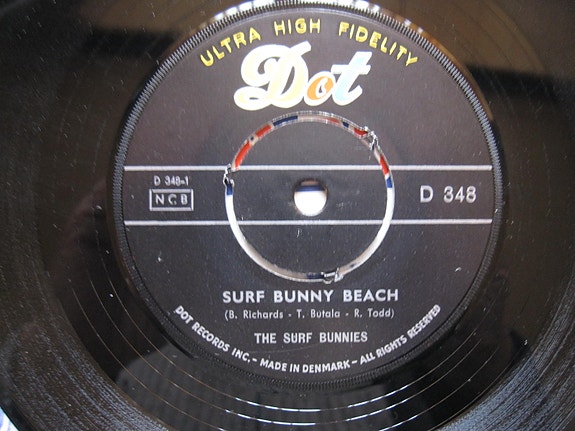 ULTRA HIGH FIDELITY
Dot
D 348-1
NCB
D 348
SURF BUNNY BEACH
(B. Richards - T. Butala - R. Todd)
THE SURF BUNNIES
DOT RECORDS INC. - MADE IN DENMARK - ALL RIGHTS RESERVED